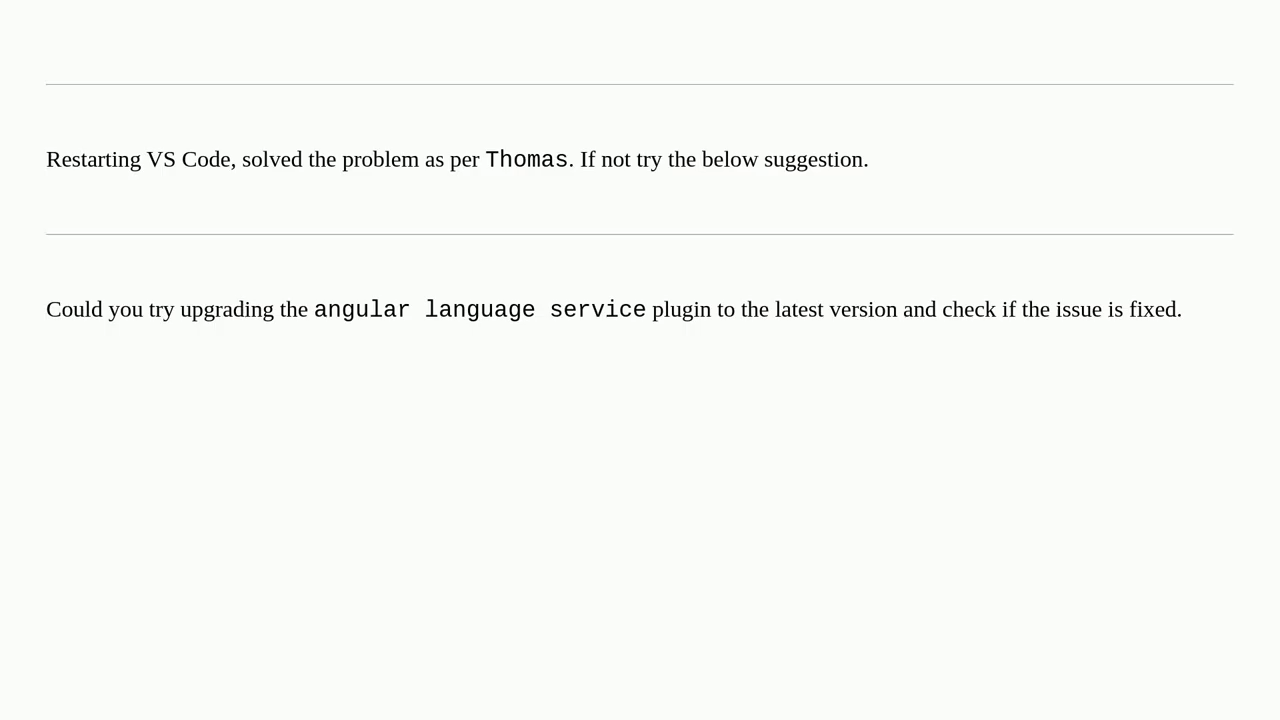 Restarting VS Code, solved the problem as per Thomas. If not try the below suggestion.
Could you try upgrading the angular language service plugin to the latest version and check if the issue is fixed.